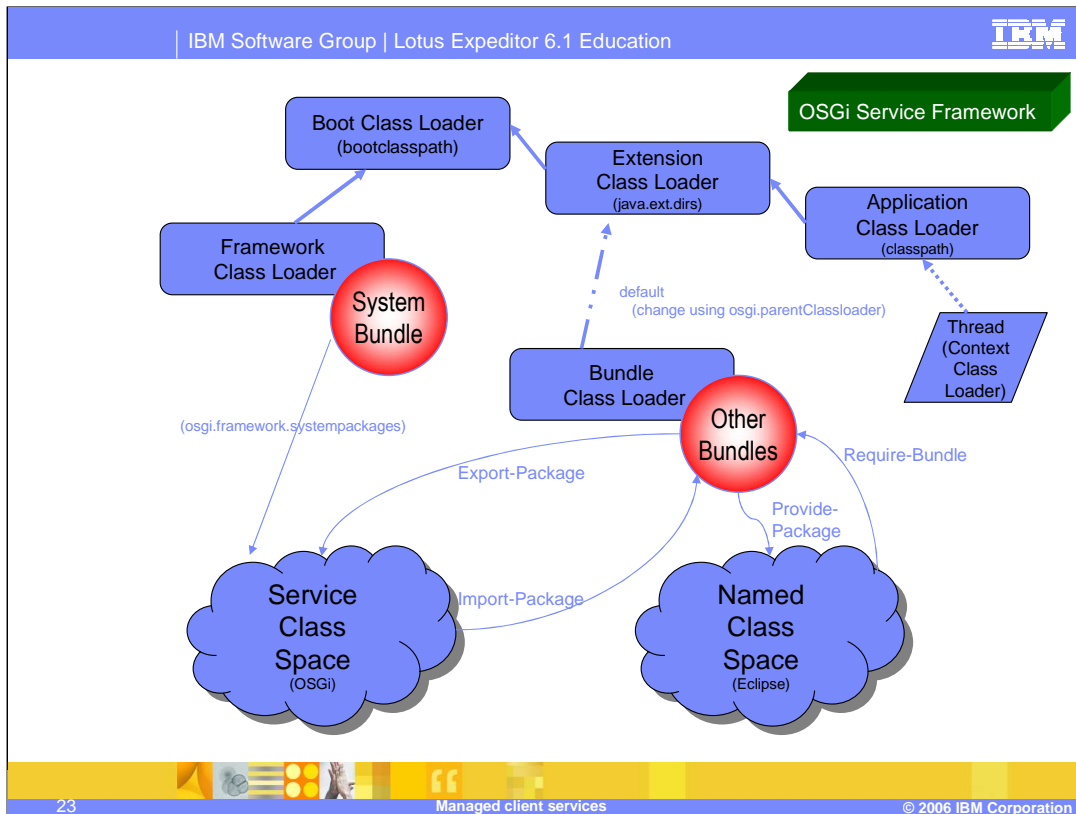 IBM Software Group | Lotus Expeditor 6.1 Education
IBM
OSGi Service Framework
Boot Class Loader
(bootclasspath)
Extension
Class Loader
(java.ext.dirs)
Application
Class Loader
(classpath)
Framework
Class Loader
System
Bundle
default
(change using osgi.parentClassloader)
Thread
(Context
Class
Loader)
Bundle
Class Loader
Other
Bundles
(osgi.framework.systempackages)
Export-Package
Require-Bundle
Provide-
Package
Import-Package
Service
Class
Space
(OSGi)
Named
Class
Space
(Eclipse)
23
Managed client services
© 2006 IBM Corporation